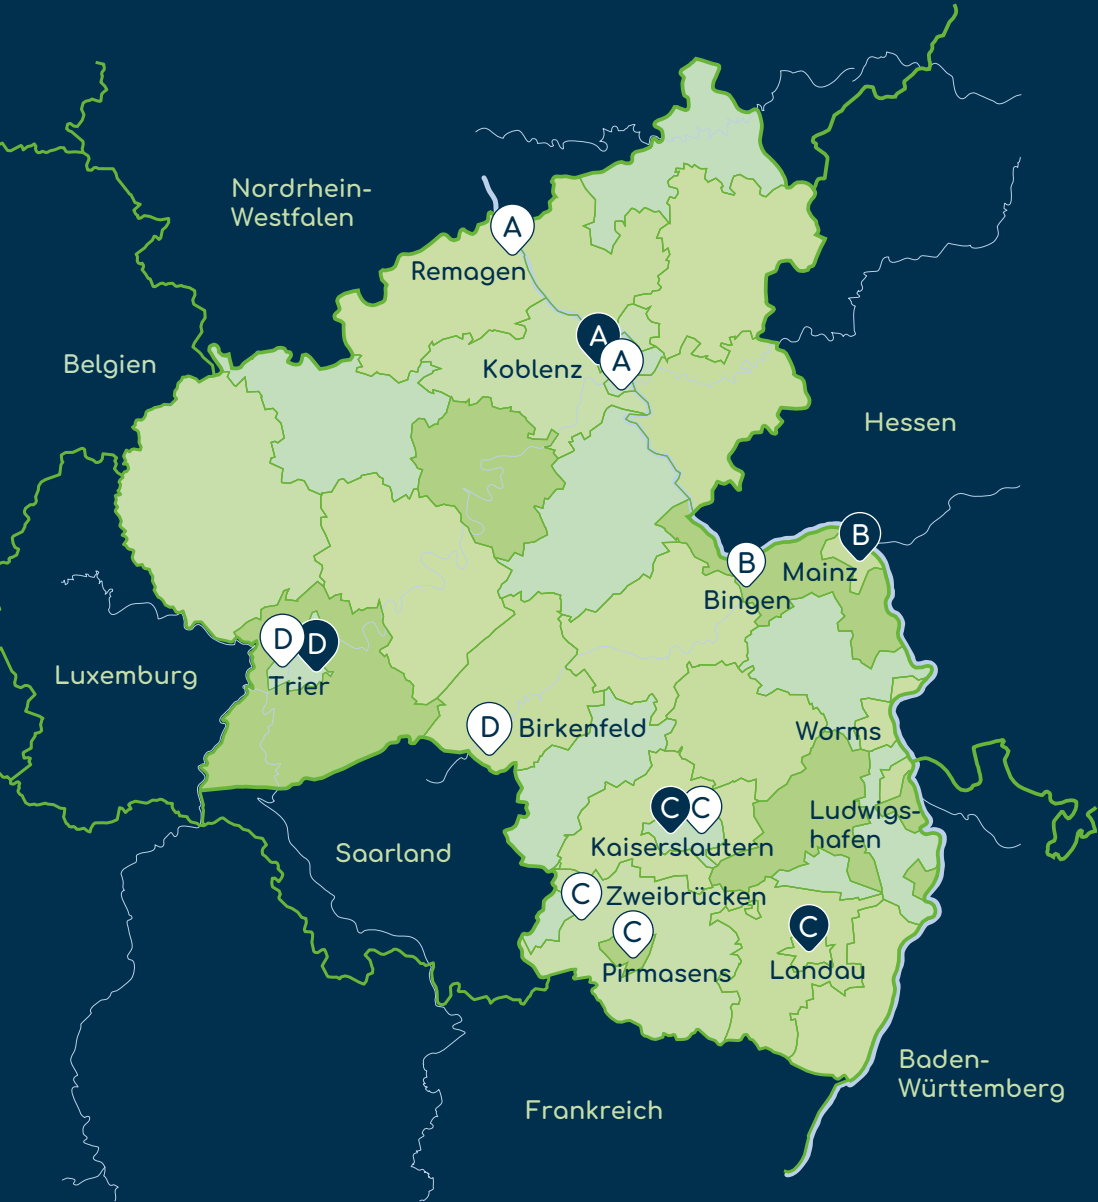 Nordrhein-
Westfalen
A
Remagen
A
A
Belgien
Koblenz
Hessen
B
B
Mainz
Bingen
D
D
Luxemburg
Trier
D
Birkenfeld
Worms
C
C
Ludwigs-
hafen
Kaiserslautern
Saarland
C
Zweibrücken
C
C
Pirmasens
Landau
Baden-
Württemberg
Frankreich